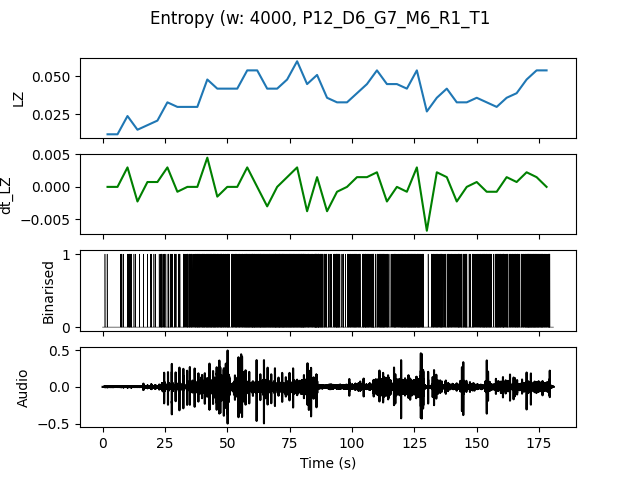 Entropy (w: 4000, P12_D6_G7_M6_R1_T1
0.050
0.025
LZ
0.005
0.000
−0.005
dt_LZ
1
0
Binarised
0.5
0.0
−0.5
Audio
0 25 50 75 100 125 150 175
Time (s)